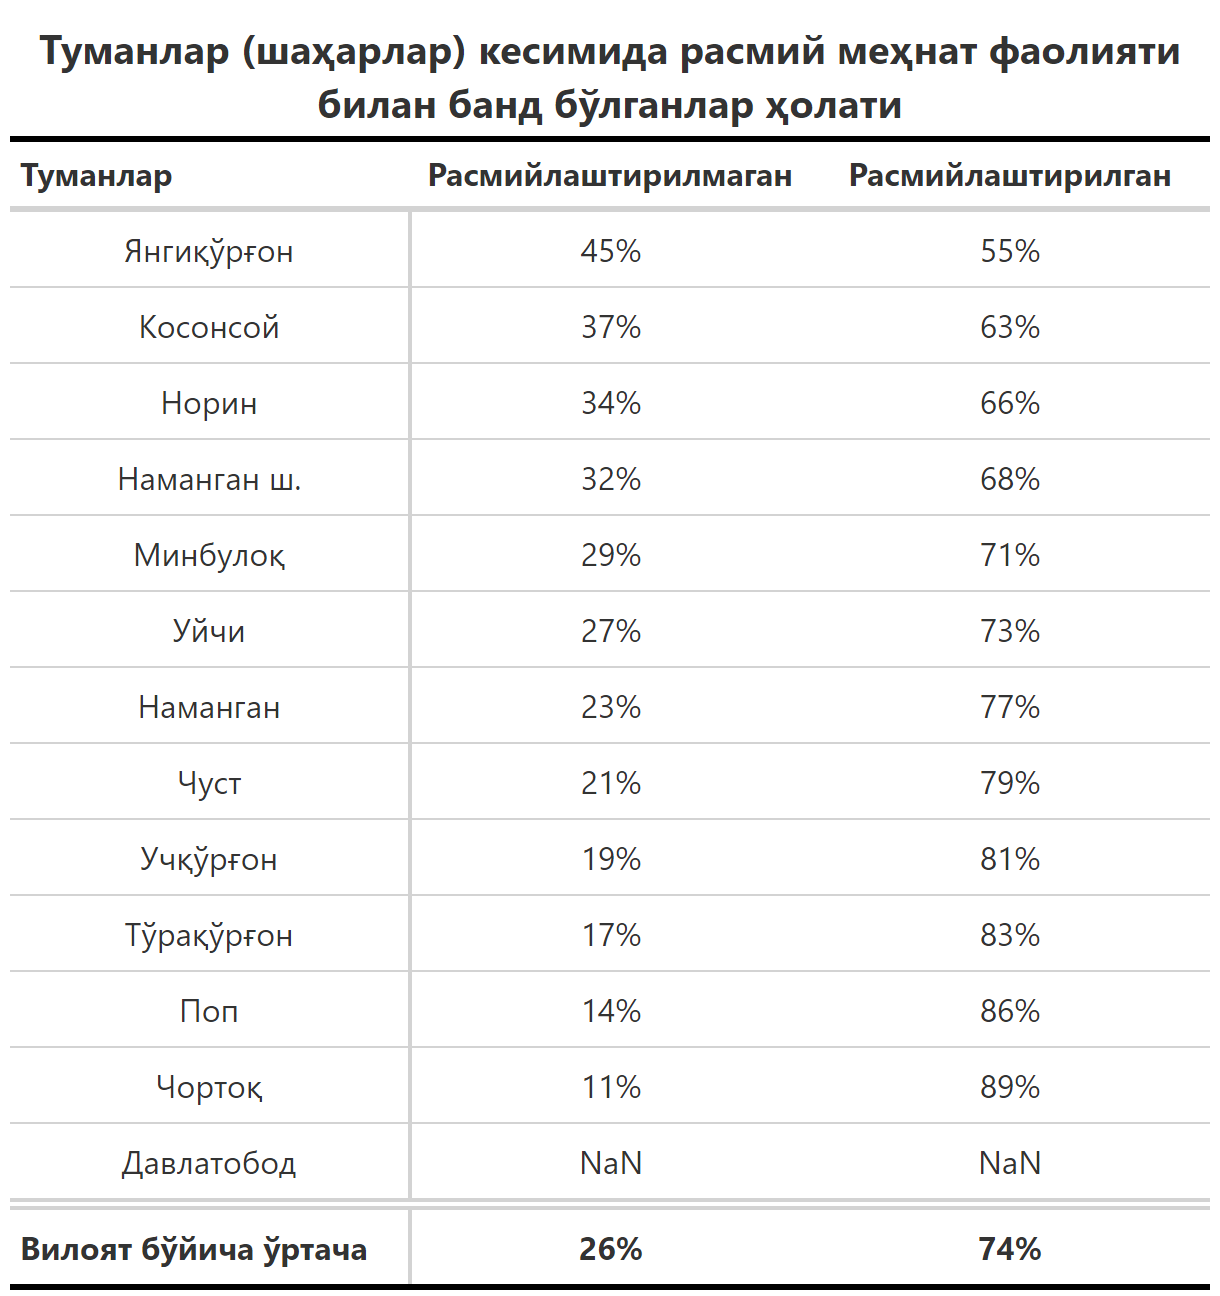 Туманлар (шаҳарлар) кесимида расмий меҳнат фаолияти
билан банд бўлганлар ҳолати
Туманлар Расмийлаштирилмаган Расмийлаштирилган
Янгиқўрғон 45% 55%
Косонсой 37% 63%
Норин 34% 66%
Наманган ш. 32% 68%
Минбулоқ 29% 71%
Уйчи 27% 73%
Наманган 23% 77%
Чуст 21% 79%
Учқўрғон 19% 81%
Тўрақўрғон 17% 83%
Поп 14% 86%
Чортоқ 11% 89%
Давлатобод NaN NaN
Вилоят бўйича ўртача 26% 74%